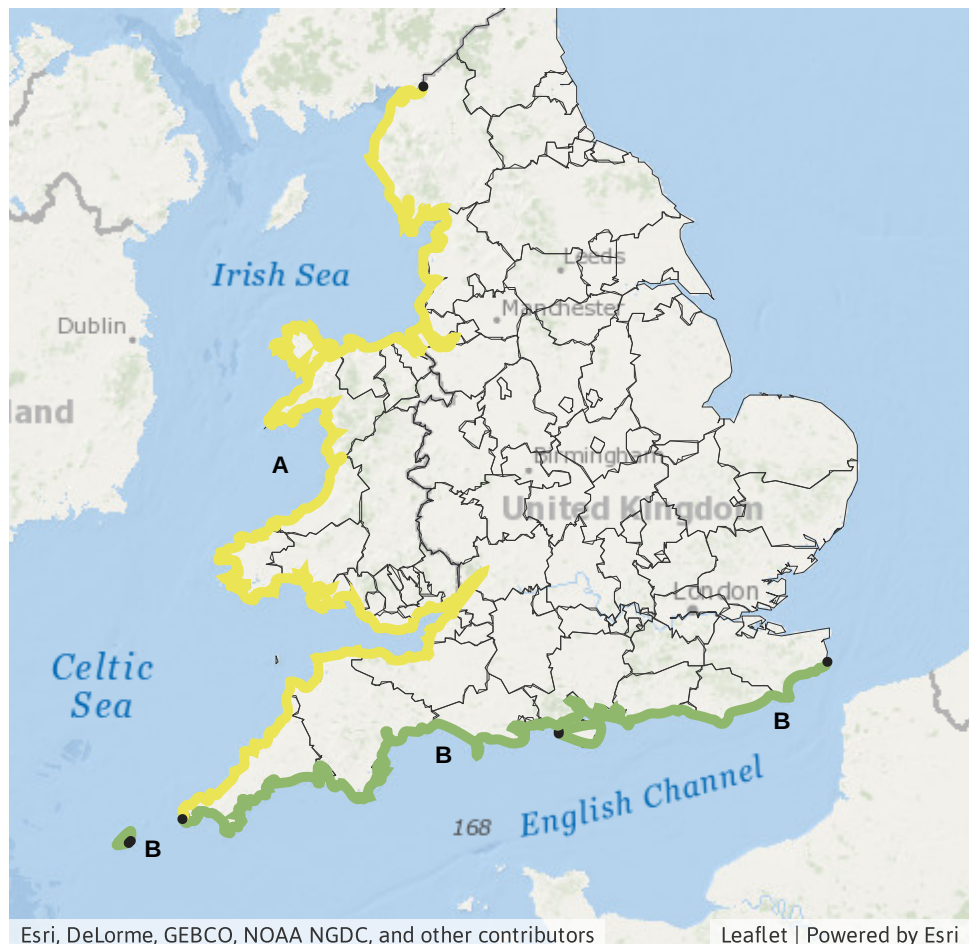 Leeds
Irish Sea
Manchester
Dublin
land
A
Birmingham
United Kingdom
London
Celtic
Sea
B
B
English Channel
168
B
Esri, DeLorme, GEBCO, NOAA NGDC, and other contributors
Leaflet | Powered by Esri